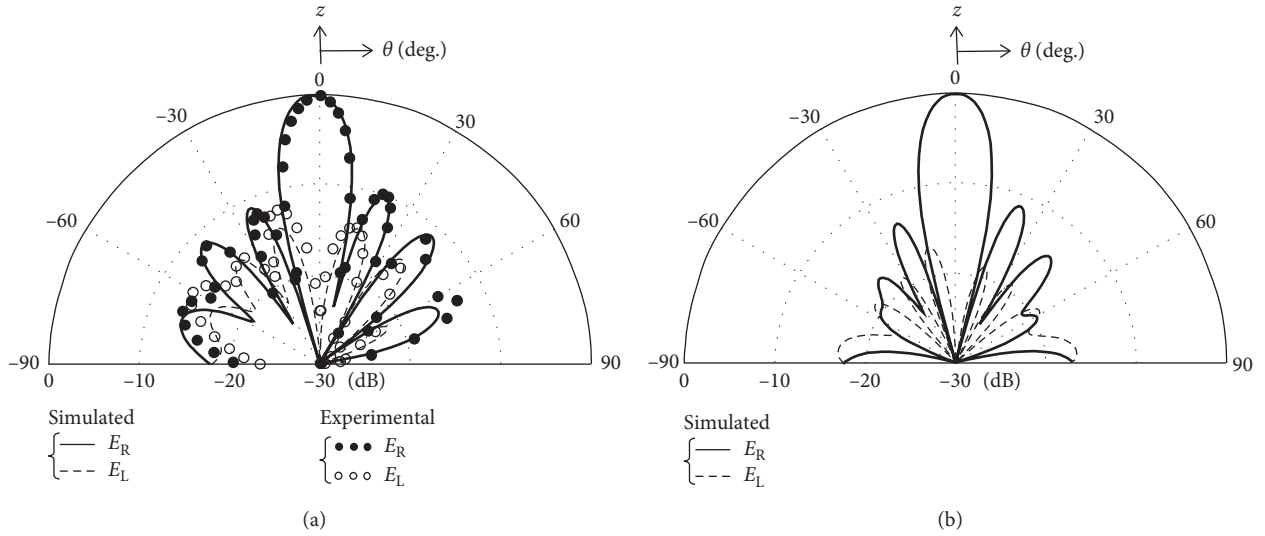 z
θ (deg.)
0
–30
30
–60
60
–90
90
0
–10
–20
–30
(dB)
Simulated
E_R
E_L
Experimental
E_R
E_L
(a)
z
θ (deg.)
0
–30
30
–60
60
–90
90
0
–10
–20
–30
(dB)
Simulated
E_R
E_L
(b)